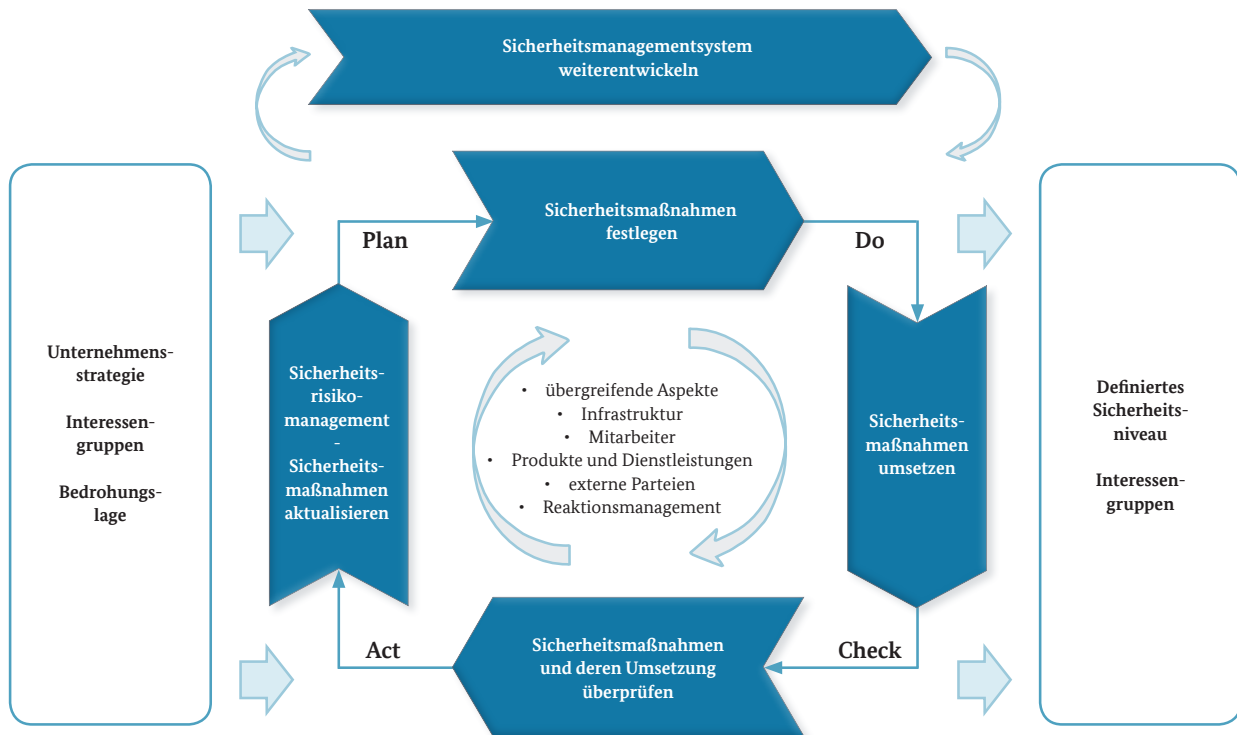 Sicherheitsmanagementsystem
weiterentwickeln
Sicherheitsmaßnahmen
festlegen
Plan
Do
Unternehmens-
strategie
Interessen-
gruppen
Bedrohungs-
lage
Sicherheits-
risiko-
management
-
Sicherheits-
maßnahmen
aktualisieren
• übergreifende Aspekte
• Infrastruktur
• Mitarbeiter
• Produkte und Dienstleistungen
• externe Parteien
• Reaktionsmanagement
Sicherheits-
maßnahmen
umsetzen
Definiertes
Sicherheits-
niveau
Interessen-
gruppen
Act
Sicherheitsmaßnahmen
und deren Umsetzung
überprüfen
Check